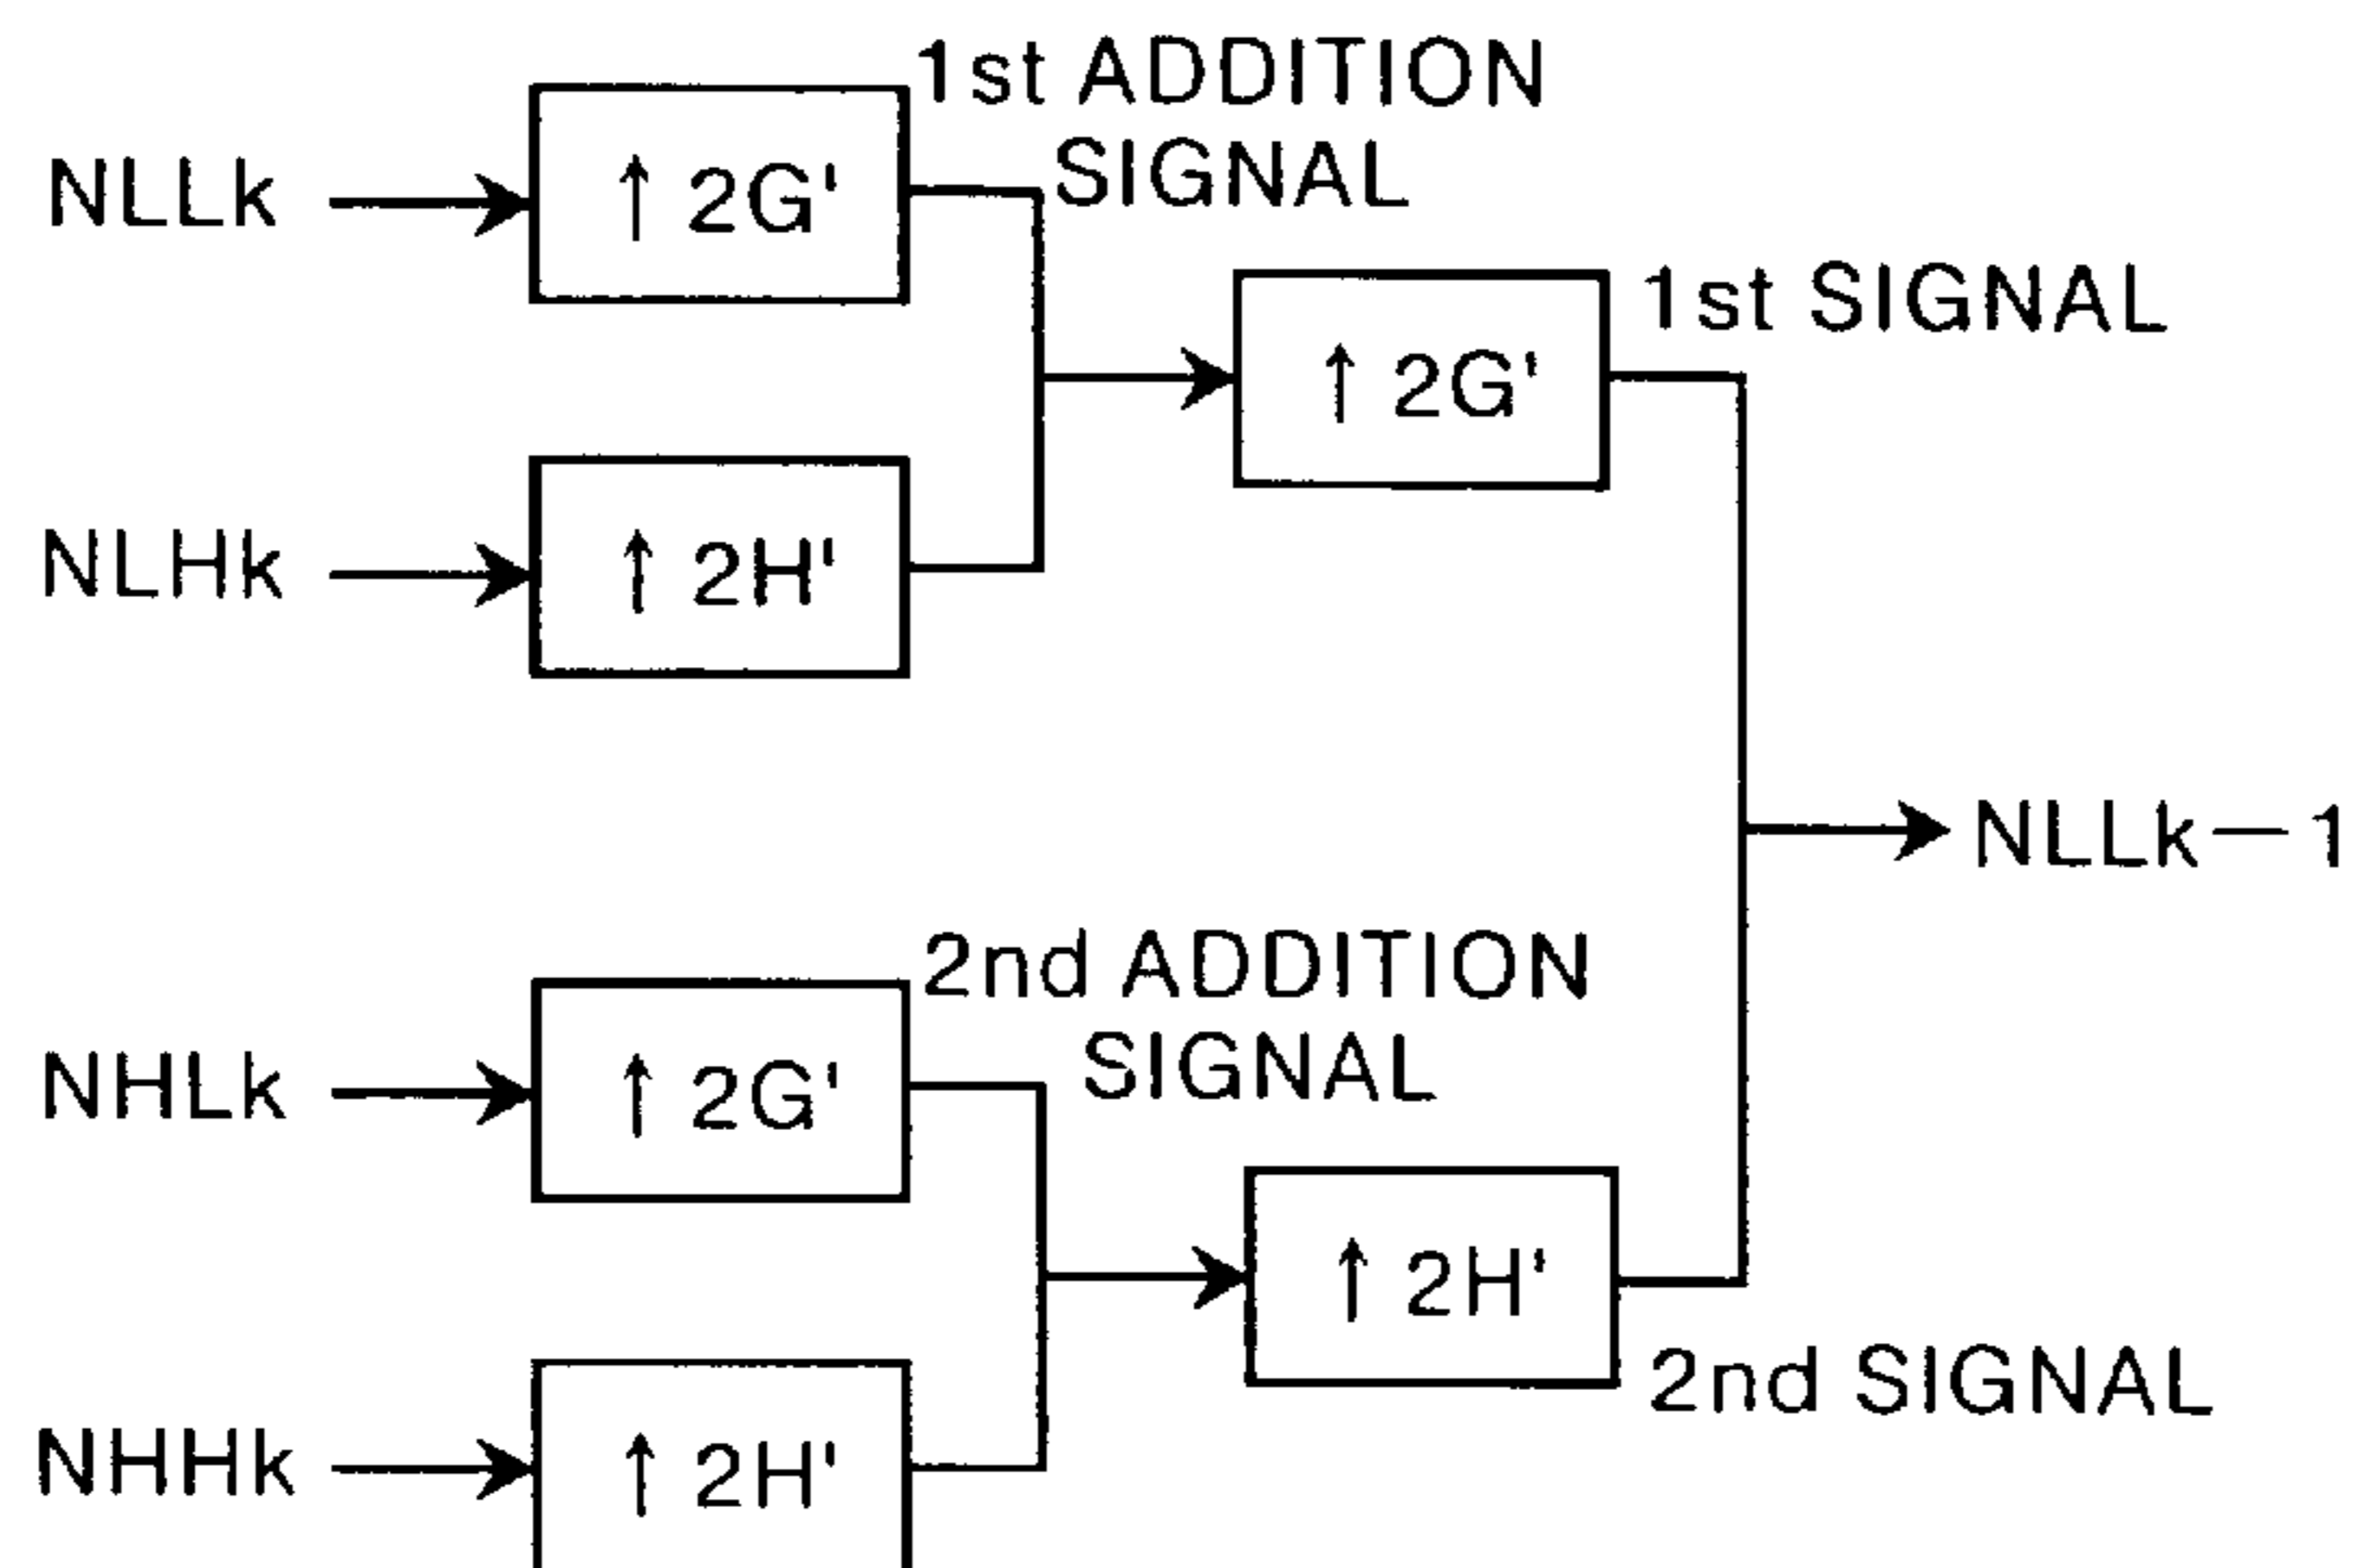 1st ADDITION
SIGNAL
NLLk
↑ 2G'
1st SIGNAL
↑ 2G'
NLHk
↑ 2H'
NLLk－1
2nd ADDITION
SIGNAL
NHLk
↑ 2G'
↑ 2H'
2nd SIGNAL
NHHk
↑ 2H'